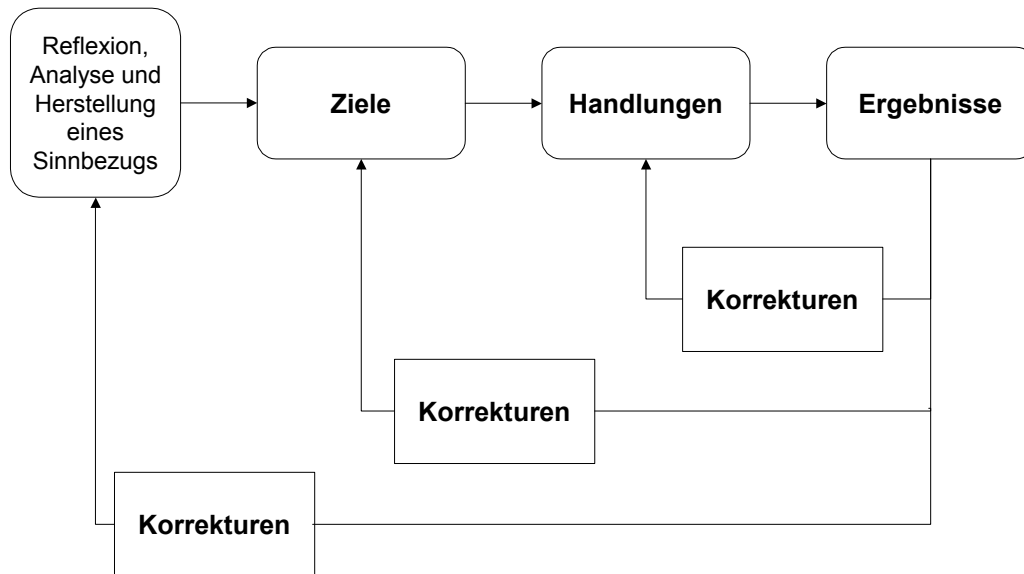 Reflexion,
Analyse und
Herstellung
eines
Sinnbezugs
Ziele
Handlungen
Ergebnisse
Korrekturen
Korrekturen
Korrekturen